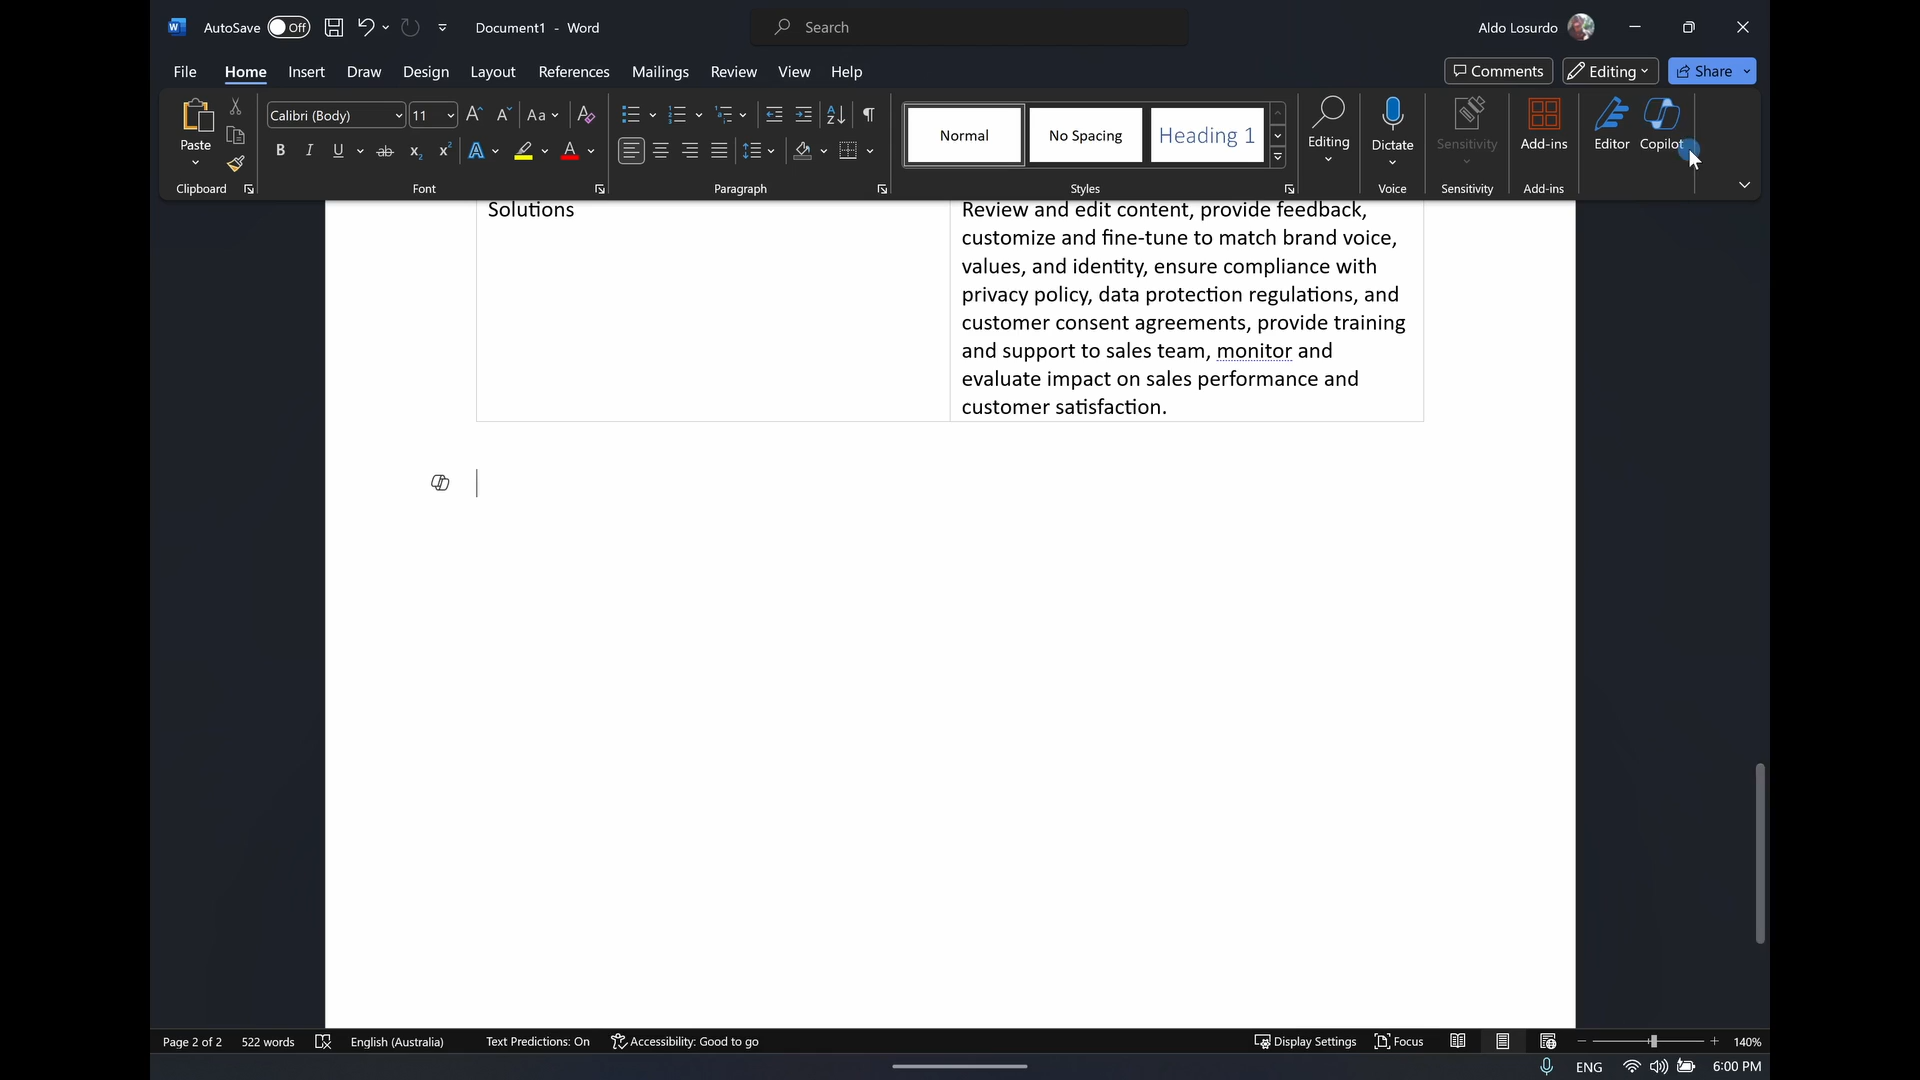 AutoSave Off Document1 - Word Search Aldo Losurdo
File Home Insert Draw Design Layout References Mailings Review View Help Comments Editing Share
Paste Calibri (Body) 11 Aa Normal No Spacing Heading 1 Editing Dictate Sensitivity Add-ins Editor Copilot
B I U ab x2 x2 A A
Clipboard Font Paragraph Styles Voice Sensitivity Add-ins
Solutions
Review and edit content, provide feedback,
customize and fine-tune to match brand voice,
values, and identity, ensure compliance with
privacy policy, data protection regulations, and
customer consent agreements, provide training
and support to sales team, monitor and
evaluate impact on sales performance and
customer satisfaction.
Page 2 of 2 522 words English (Australia) Text Predictions: On Accessibility: Good to go Display Settings Focus 140%
ENG 6:00 PM